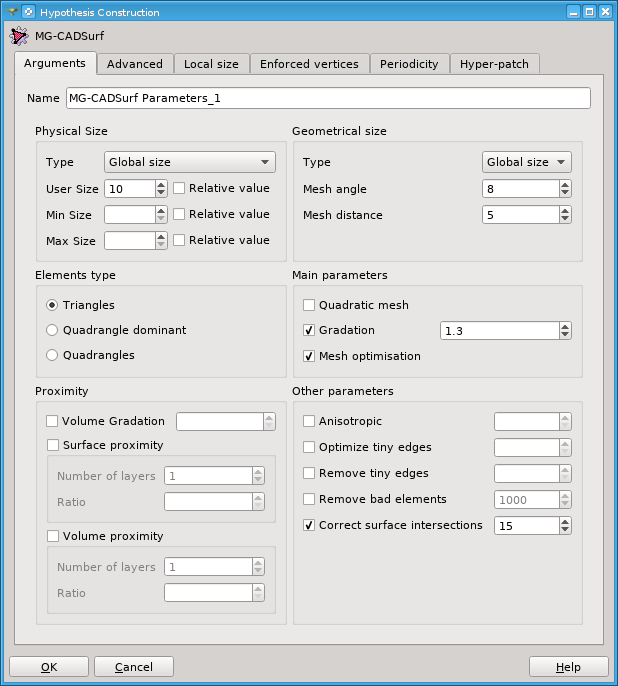 Hypothesis Construction
MG-CADSurf
Arguments Advanced Local size Enforced vertices Periodicity Hyper-patch
Name MG-CADSurf Parameters_1
Physical Size
Type Global size
User Size 10 Relative value
Min Size Relative value
Max Size Relative value
Geometrical size
Type Global size
Mesh angle 8
Mesh distance 5
Elements type
Triangles
Quadrangle dominant
Quadrangles
Main parameters
Quadratic mesh
Gradation 1.3
Mesh optimisation
Proximity
Volume Gradation
Surface proximity
Number of layers 1
Ratio
Volume proximity
Number of layers 1
Ratio
Other parameters
Anisotropic
Optimize tiny edges
Remove tiny edges
Remove bad elements 1000
Correct surface intersections 15
OK Cancel Help